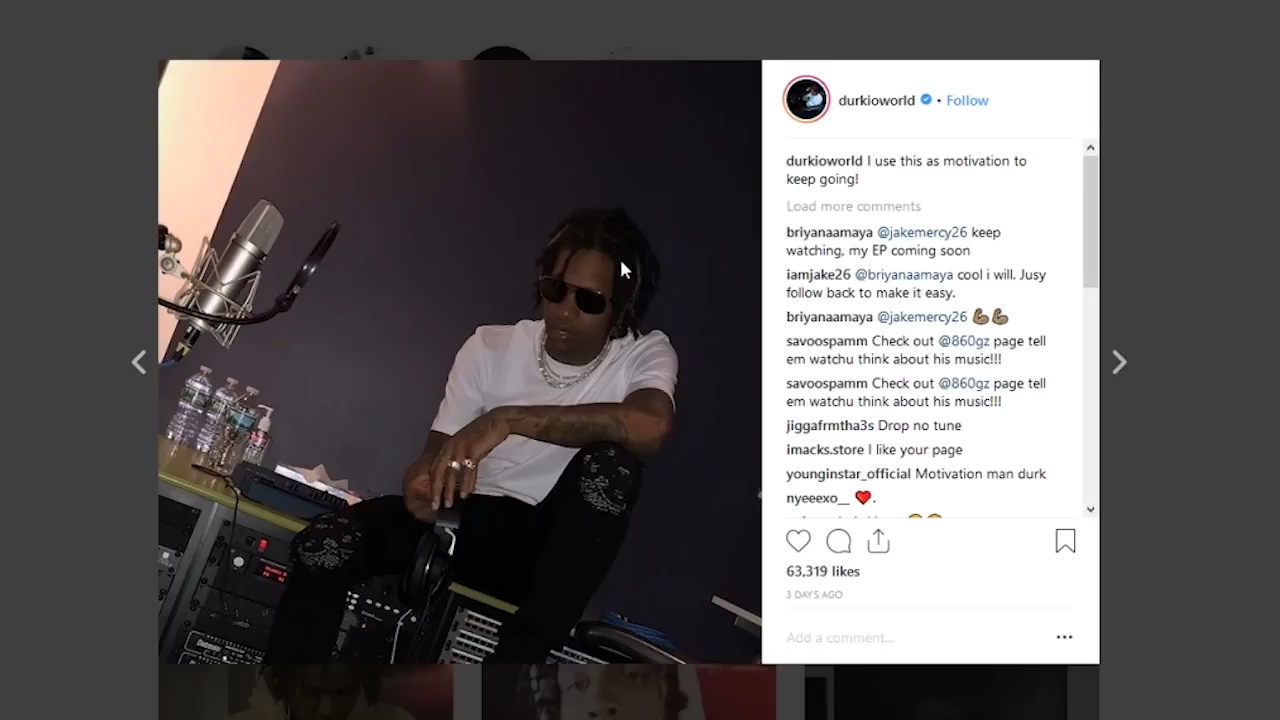 durkioworld • Follow
durkioworld I use this as motivation to
keep going!
Load more comments
briyanaamaya @jakemercy26 keep
watching, my EP coming soon
iamjake26 @briyanaamaya cool i will. Jusy
follow back to make it easy.
briyanaamaya @jakemercy26 💪🏽💪🏽
savoospamm Check out @860gz page tell
em watchu think about his music!!!
savoospamm Check out @860gz page tell
em watchu think about his music!!!
jiggafrmtha3s Drop no tune
imacks.store I like your page
younginstar_official Motivation man durk
nyeeexo__ ❤️.
63,319 likes
3 DAYS AGO
Add a comment...